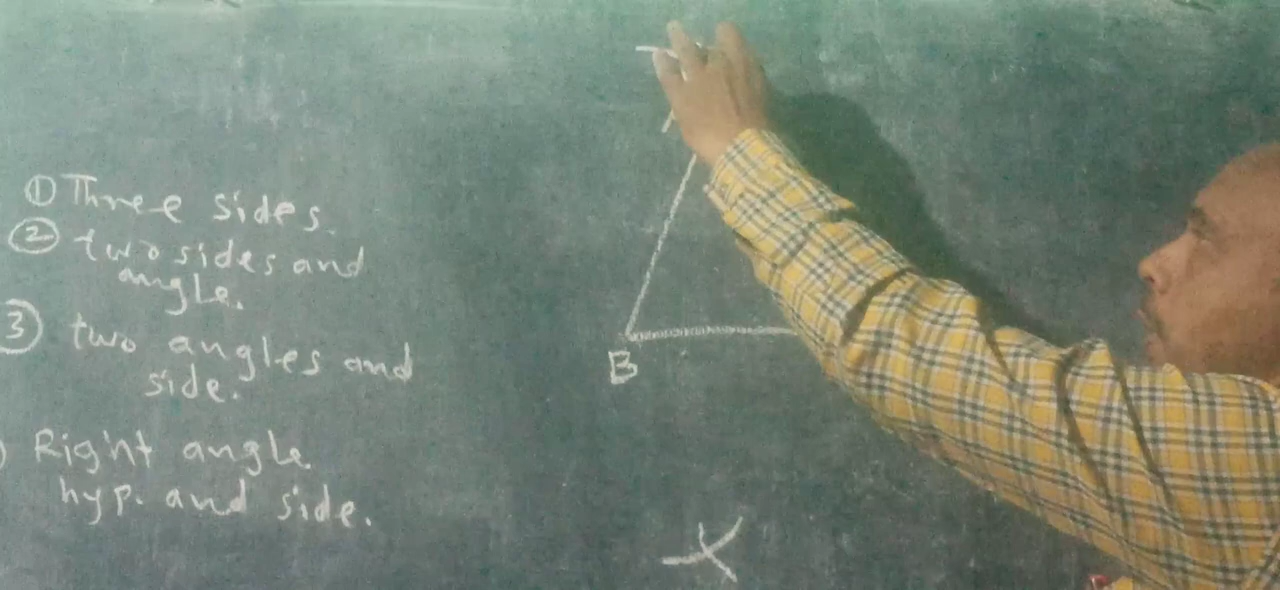 ① Three sides.
② two sides and
angle.
③ two angles and
side.
) Right angle
hyp. and side.
B